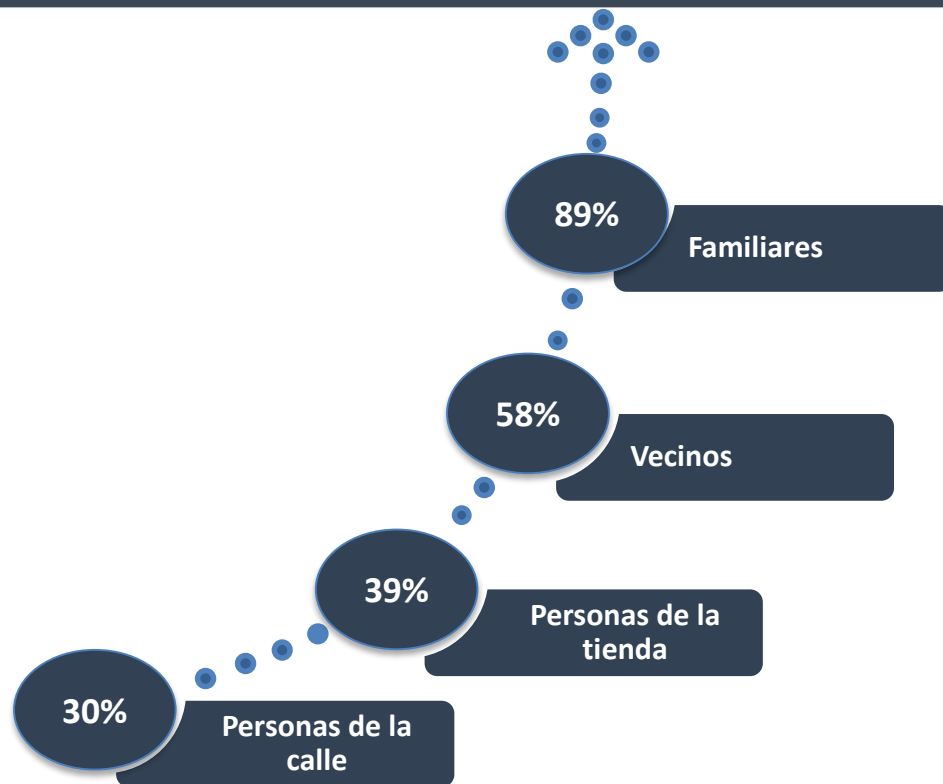 89%
Familiares
58%
Vecinos
39%
Personas de la
tienda
30%
Personas de la
calle